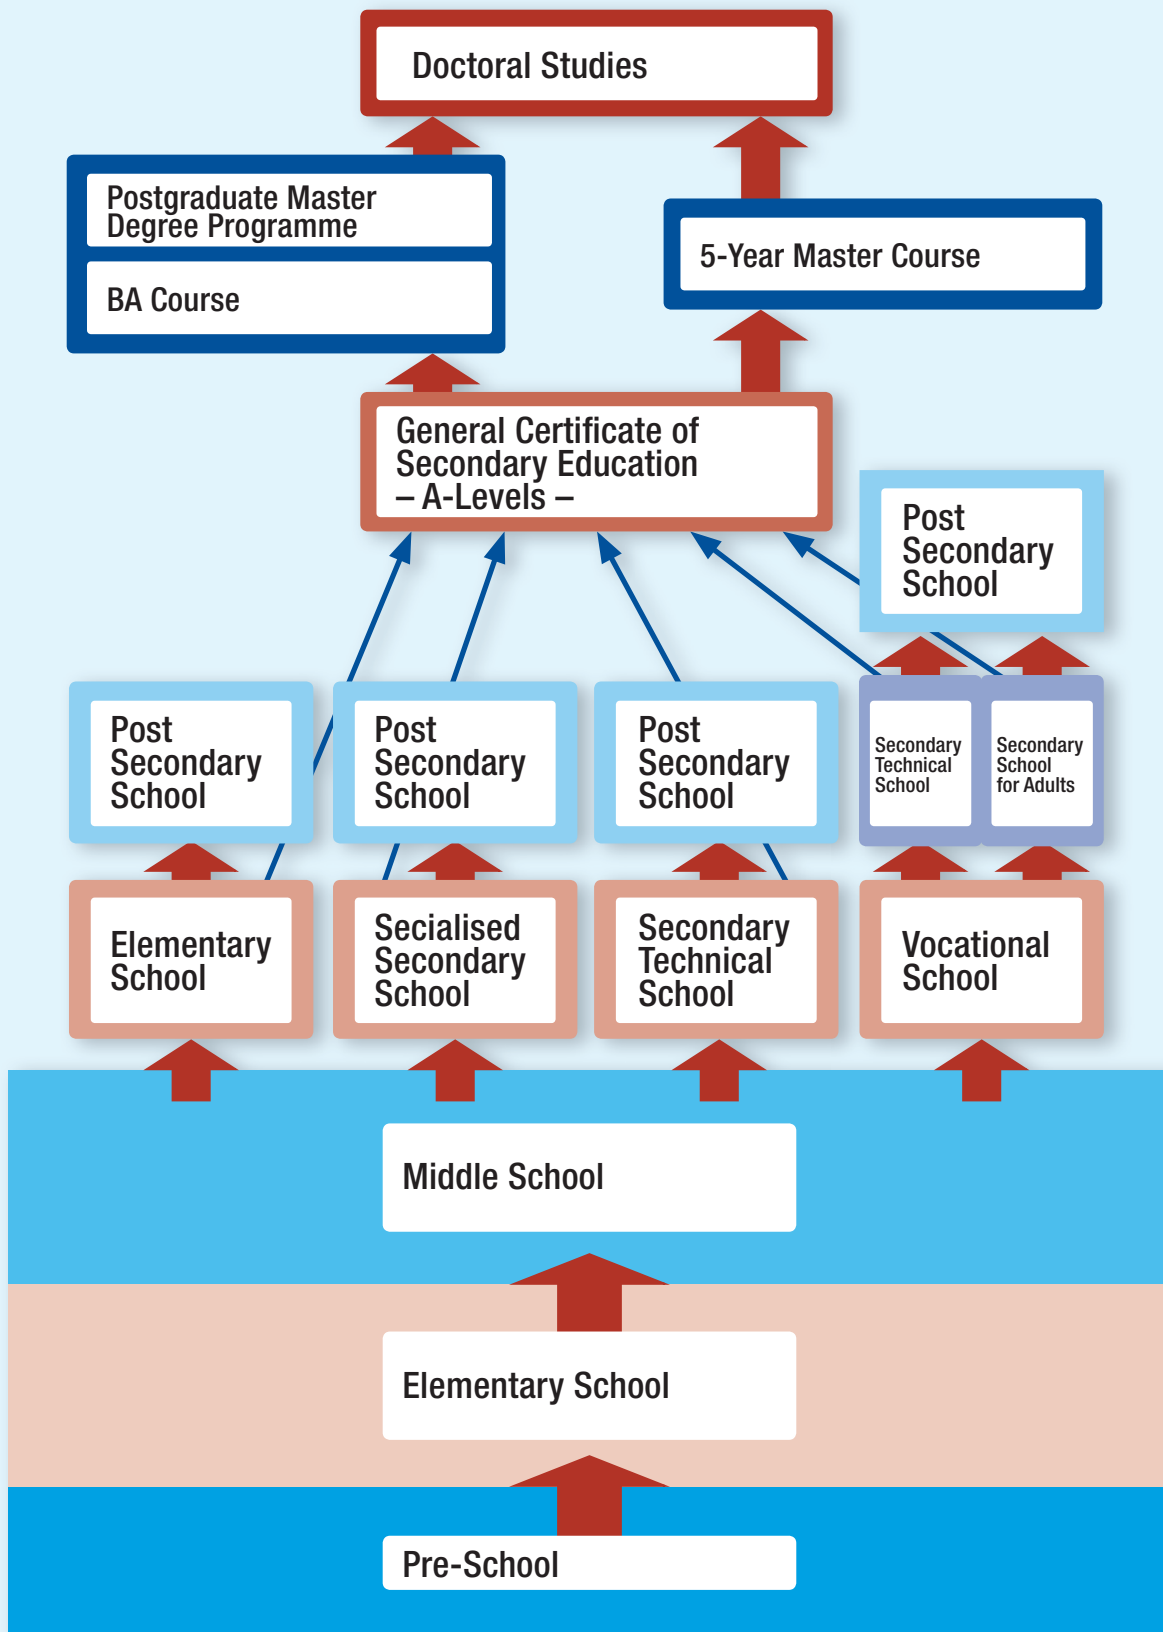 Doctoral Studies
Postgraduate Master
Degree Programme
BA Course
5-Year Master Course
General Certificate of
Secondary Education
– A-Levels –
Post
Secondary
School
Post
Secondary
School
Post
Secondary
School
Post
Secondary
School
Secondary
Technical
School
Secondary
School
for Adults
Elementary
School
Secialised
Secondary
School
Secondary
Technical
School
Vocational
School
Middle School
Elementary School
Pre-School